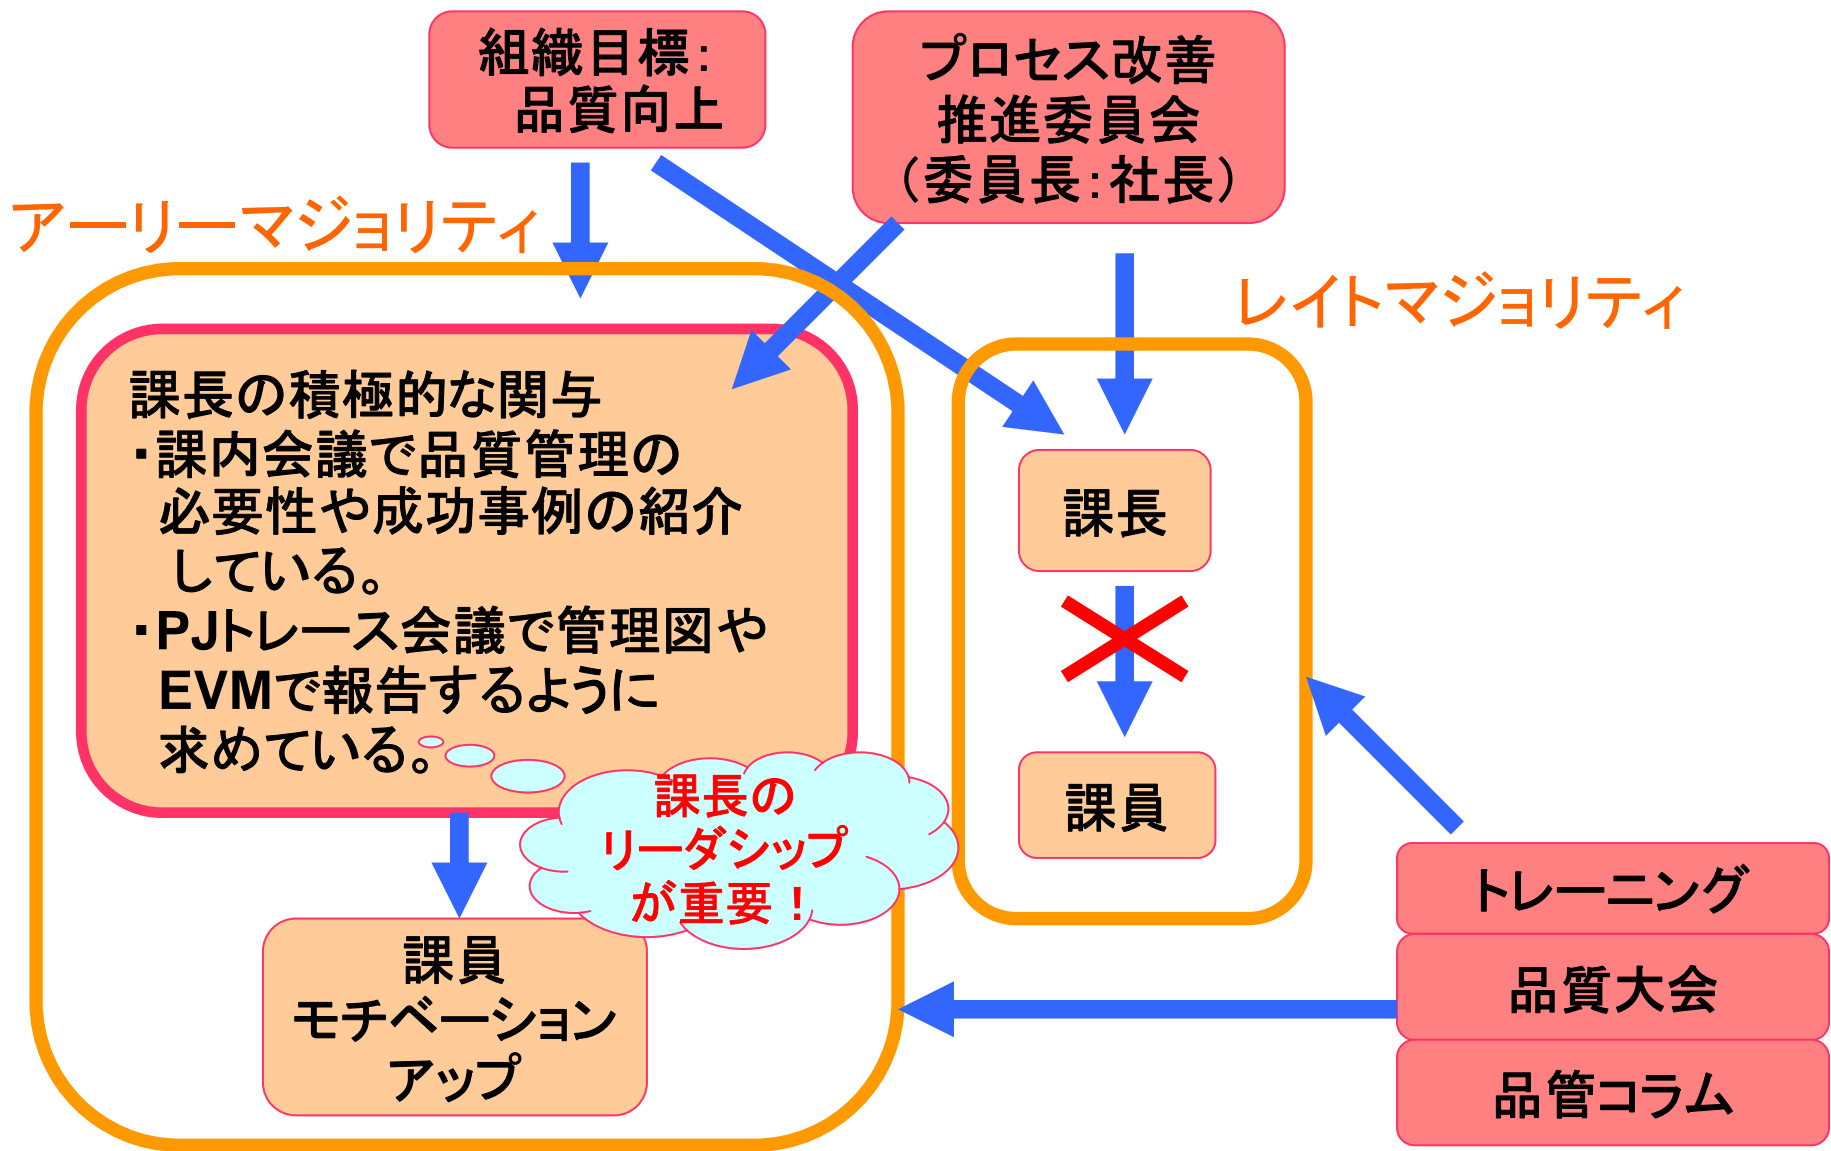 組織目標：
品質向上
プロセス改善
推進委員会
（委員長：社長）
アーリーマジョリティ
レイトマジョリティ
課長の積極的な関与
・課内会議で品質管理の
必要性や成功事例の紹介
している。
・PJトレース会議で管理図や
EVMで報告するように
求めている。
課長の
リーダシップ
が重要！
課員
モチベーション
アップ
課長
課員
トレーニング
品質大会
品管コラム